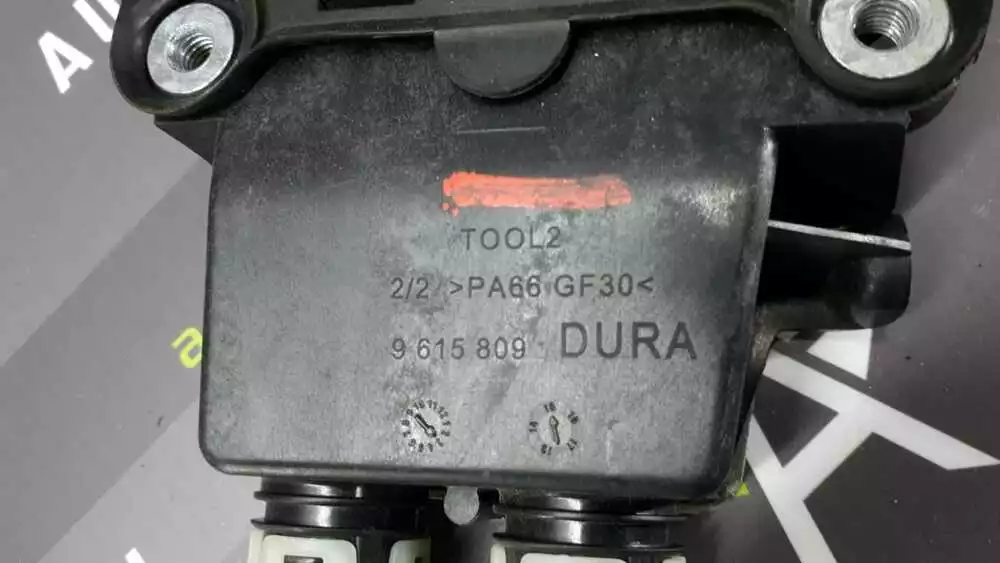 TOOL2
2/2 >PA66 GF30<
9 615 809 DURA